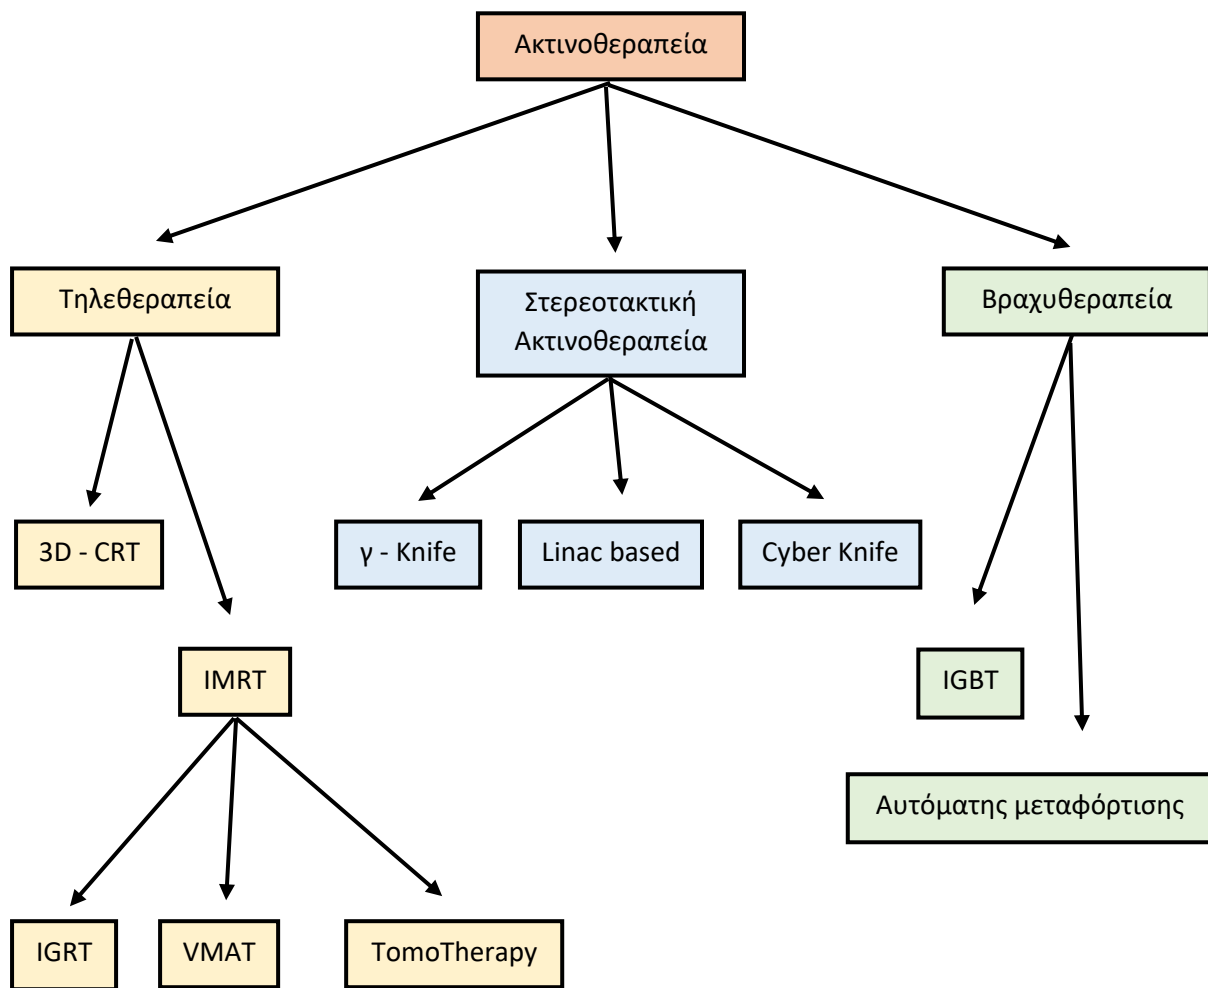 Ακτινοθεραπεία
Τηλεθεραπεία
Στερεοτακτική
Ακτινοθεραπεία
Βραχυθεραπεία
3D - CRT
γ - Knife
Linac based
Cyber Knife
IMRT
IGBT
Αυτόματης μεταφόρτισης
IGRT
VMAT
TomoTherapy